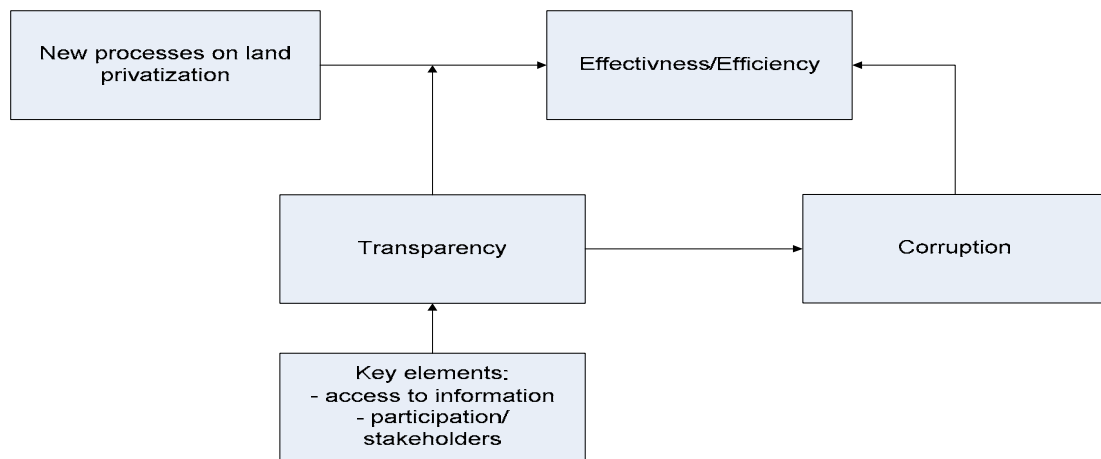 New processes on land
privatization
Effectivness/Efficiency
Transparency
Corruption
Key elements:
- access to information
- participation/
stakeholders